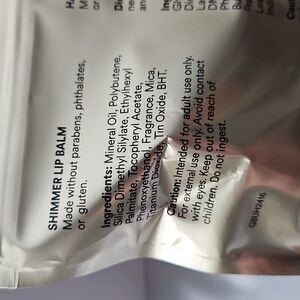 SHIMMER LIP BALM
Made without parabens, phthalates,
or gluten.
Ingredients: Mineral Oil, Polybutene,
Silica Dimethyl Silylate, Ethylhexyl
Palmitate, Tocopheryl Acetate,
Phenoxyethanol, Fragrance, Mica,
Titanium Dioxide, Tin Oxide, BHT.
Caution: Intended for adult use only.
For external use only. Avoid contact
with eyes. Keep out of reach of
children. Do not ingest.
GBUH2416